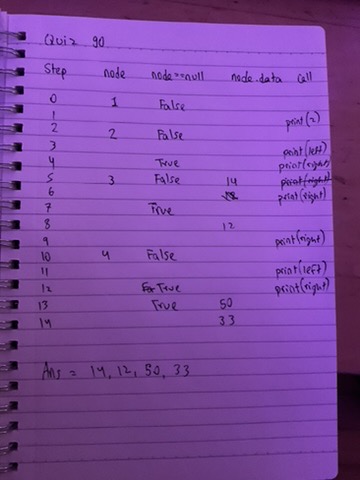 Quiz 90
Step node node==null node.data call
0 1 False
1 print(2)
2 2 False
3 print(left)
4 True print(right)
5 3 False 14 print(right)
6 12 print(right)
7 True
8 12
9 print(right)
10 4 False
11 print(left)
12 True print(right)
13 True 50
14 33
Ans = 14, 12, 50, 33